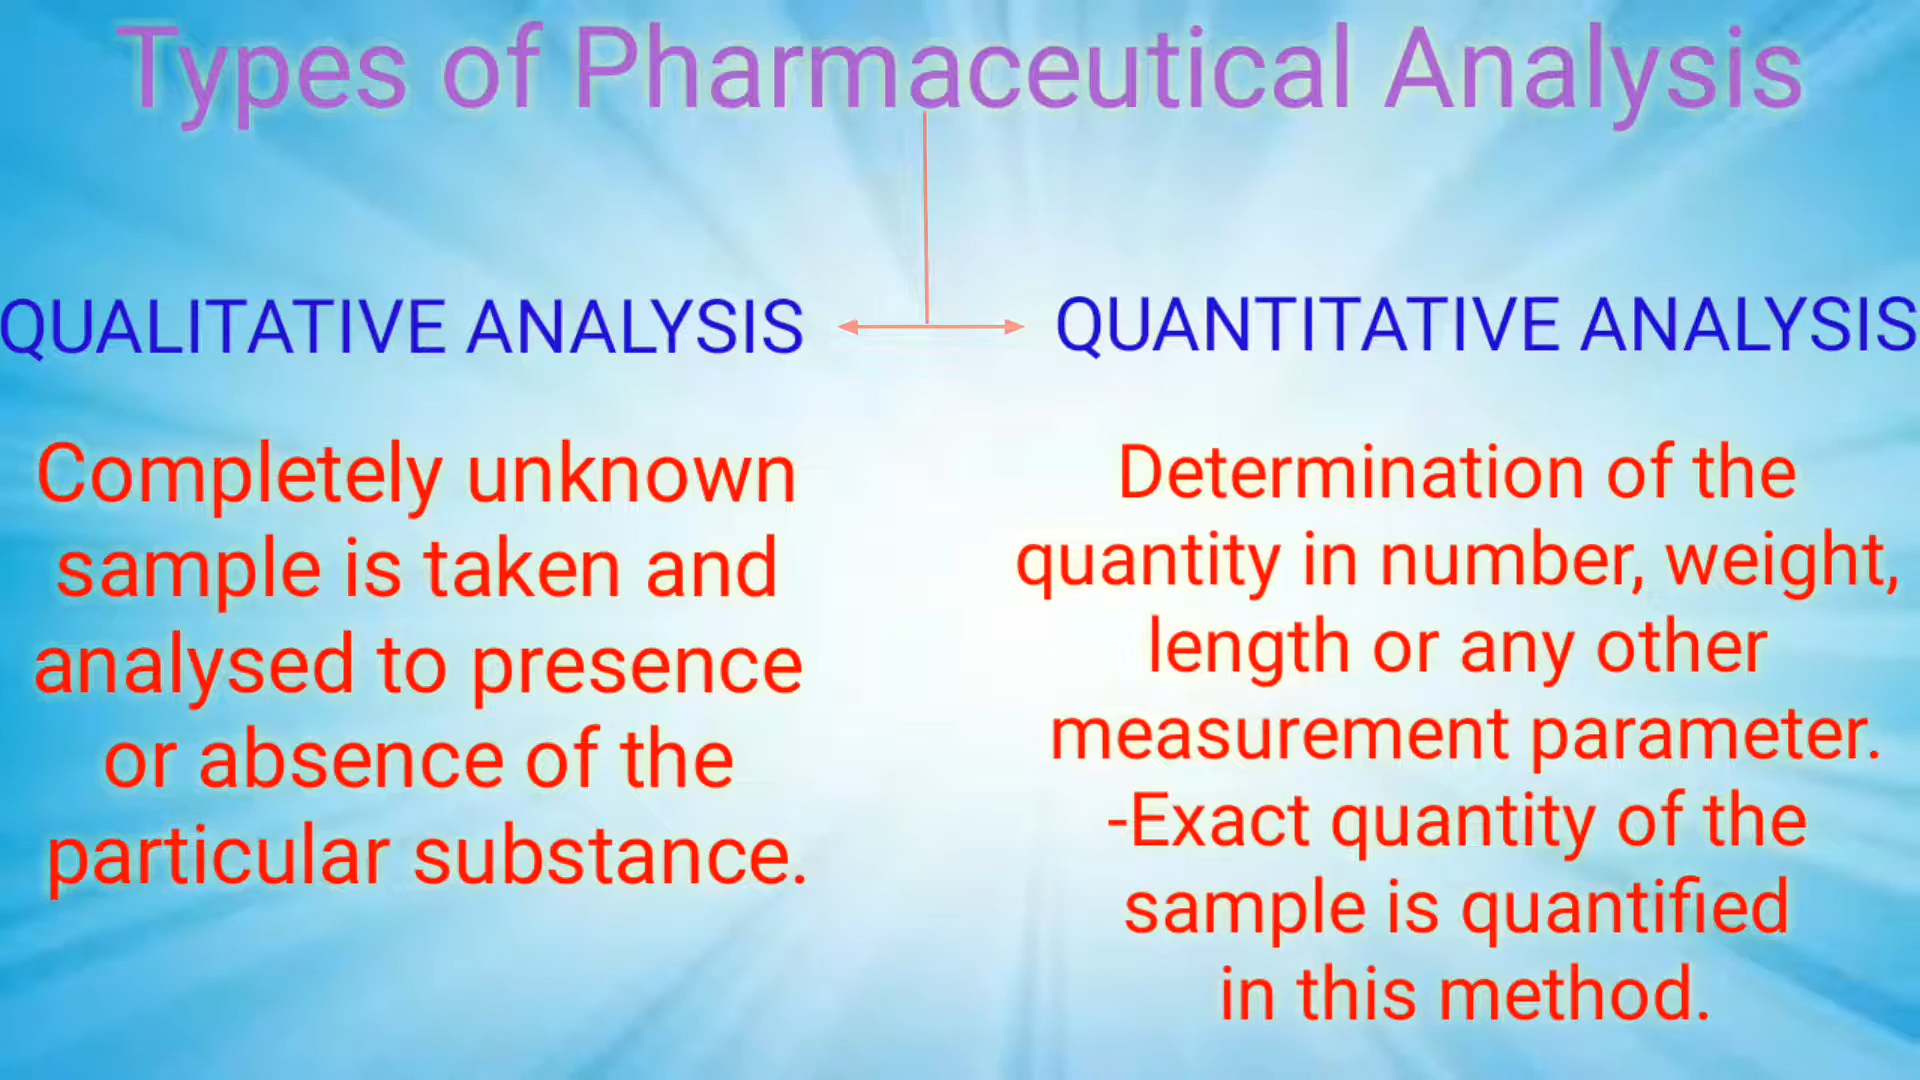 Types of Pharmaceutical Analysis
QUALITATIVE ANALYSIS
Completely unknown
sample is taken and
analysed to presence
or absence of the
particular substance.
QUANTITATIVE ANALYSIS
Determination of the
quantity in number, weight,
length or any other
measurement parameter.
-Exact quantity of the
sample is quantified
in this method.